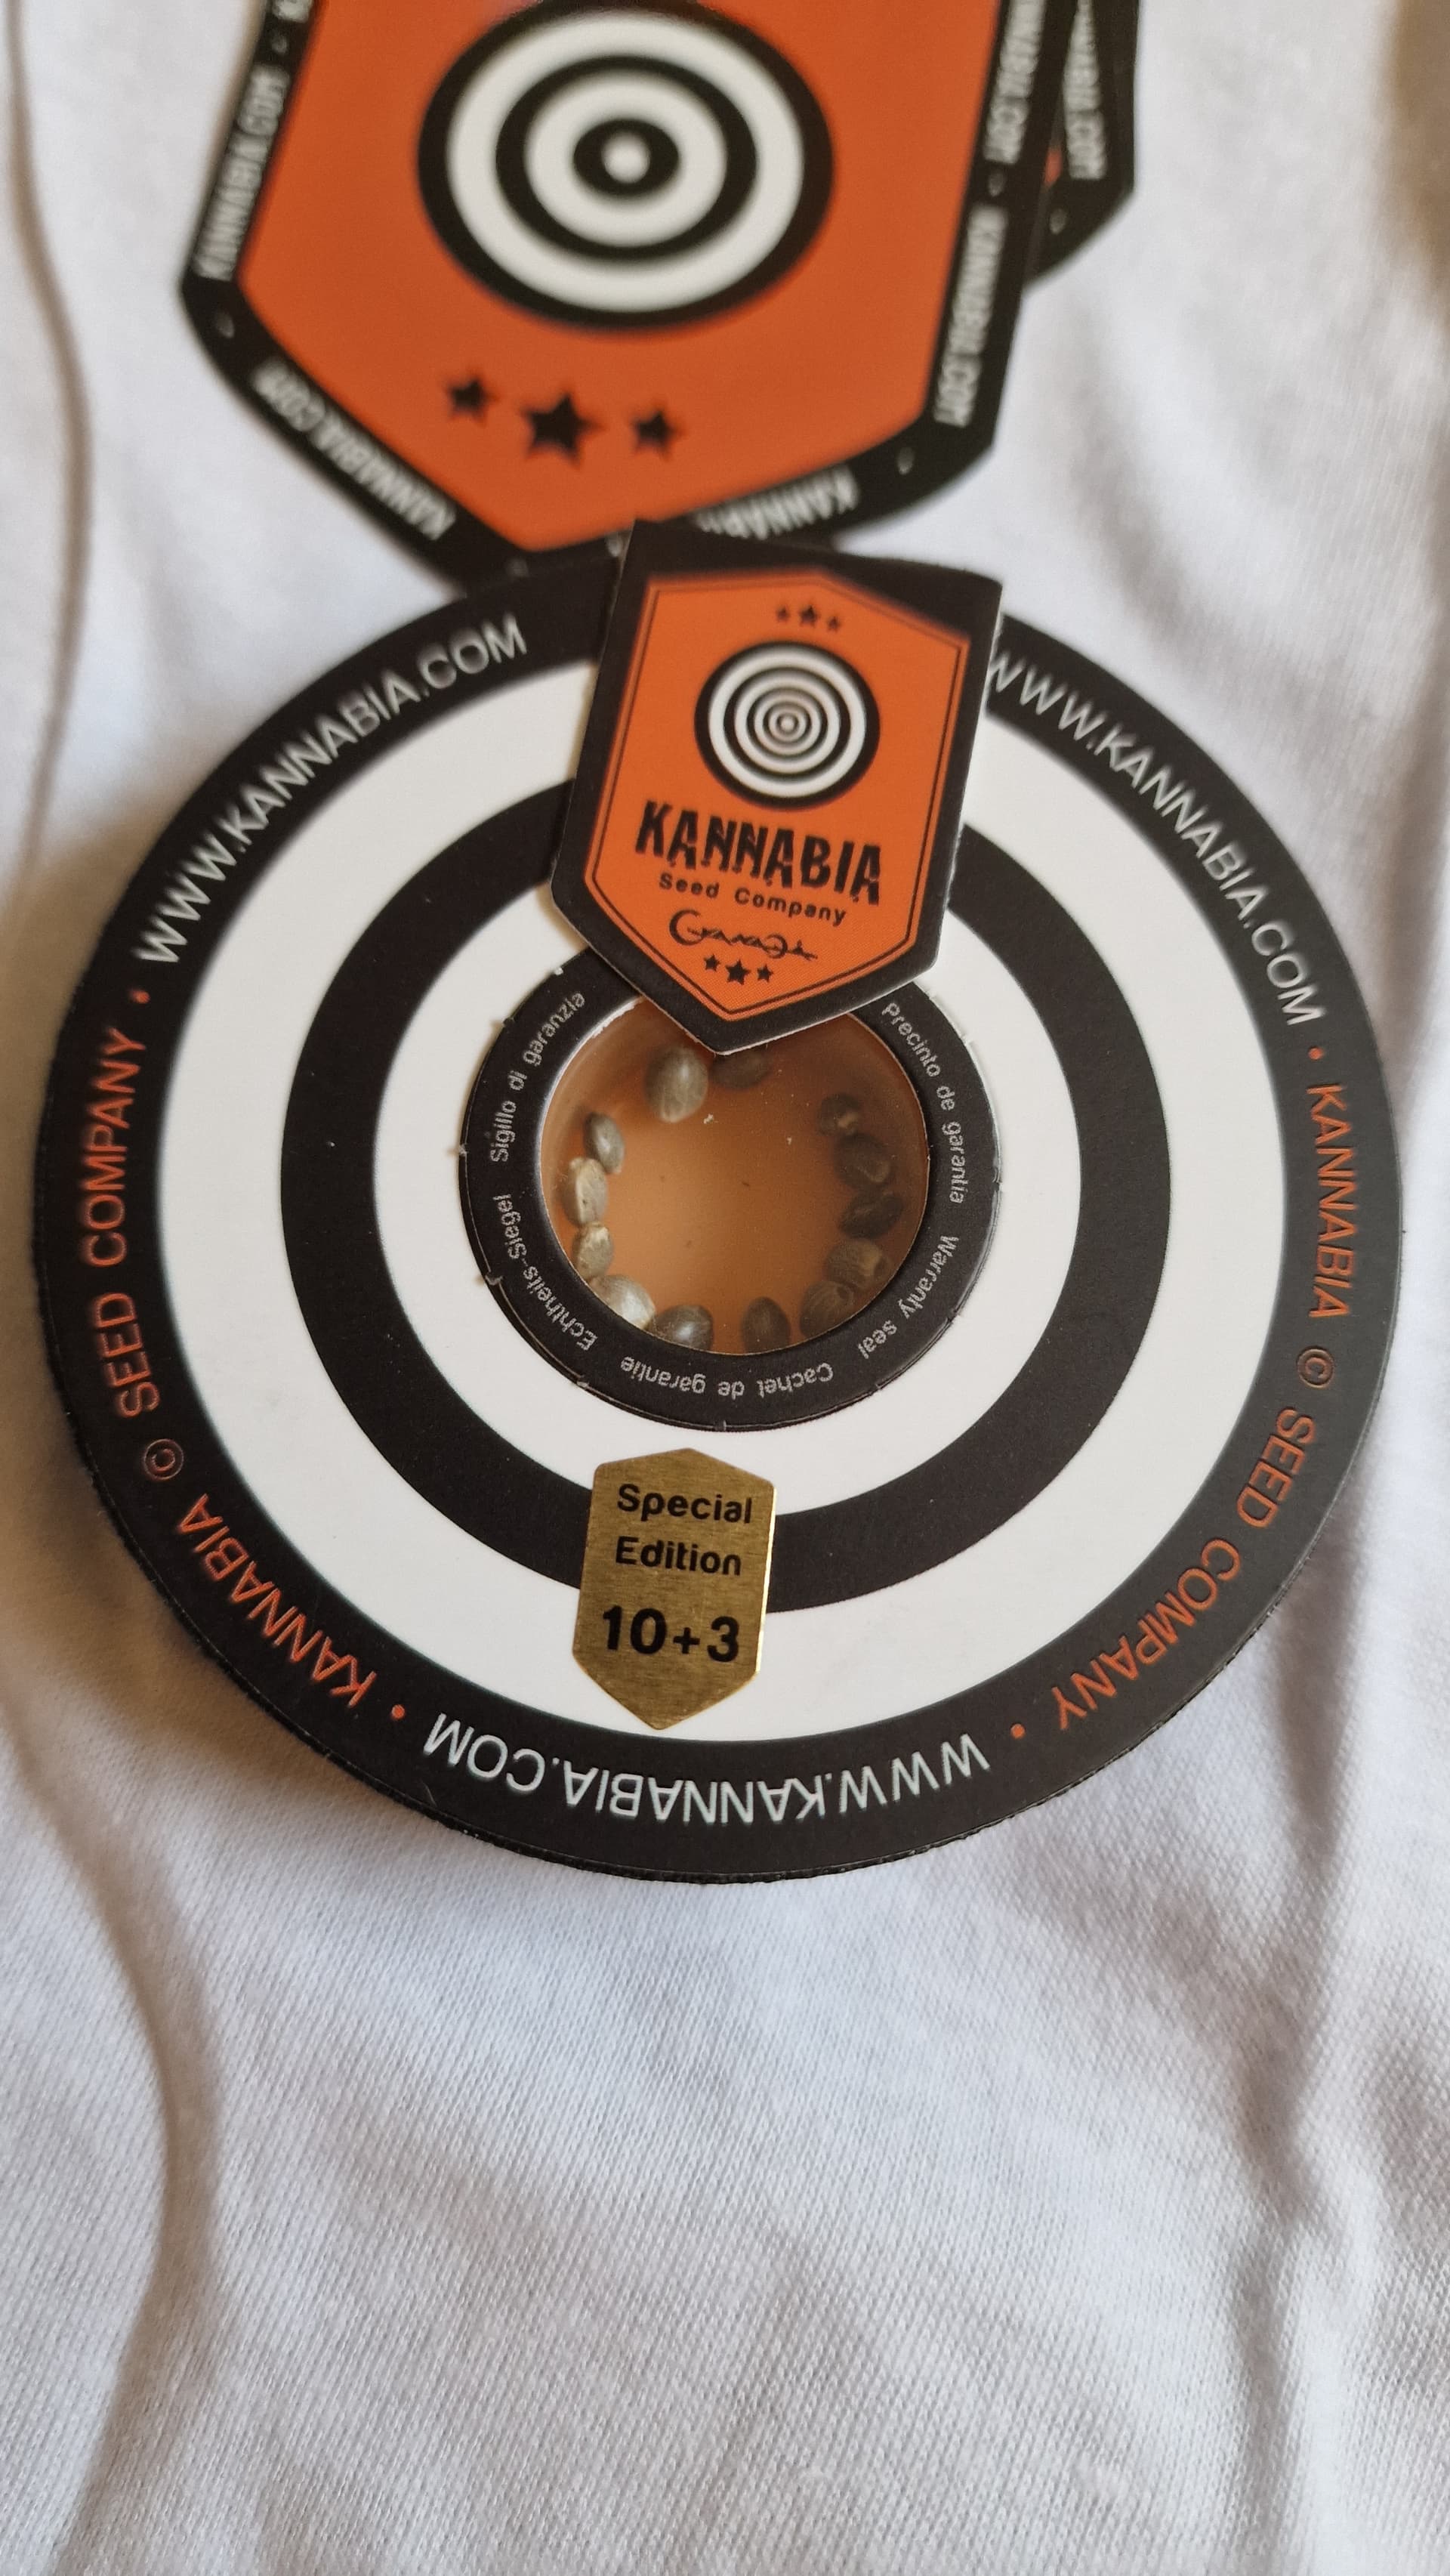 KANNABIA.COM
KANNABIA.COM
KANNABIA.COM
KANNABIA.COM
WWW.KANNABIA.COM
WWW.KANNABIA.COM
KANNABIA
Seed Company
Sigillo di garanzia
Precinto de garantia
Warranty seal
Cachet de garantie
Echtheits-Siegel
KANNABIA © SEED COMPANY
KANNABIA © SEED COMPANY
Special
Edition
10+3
WWW.KANNABIA.COM